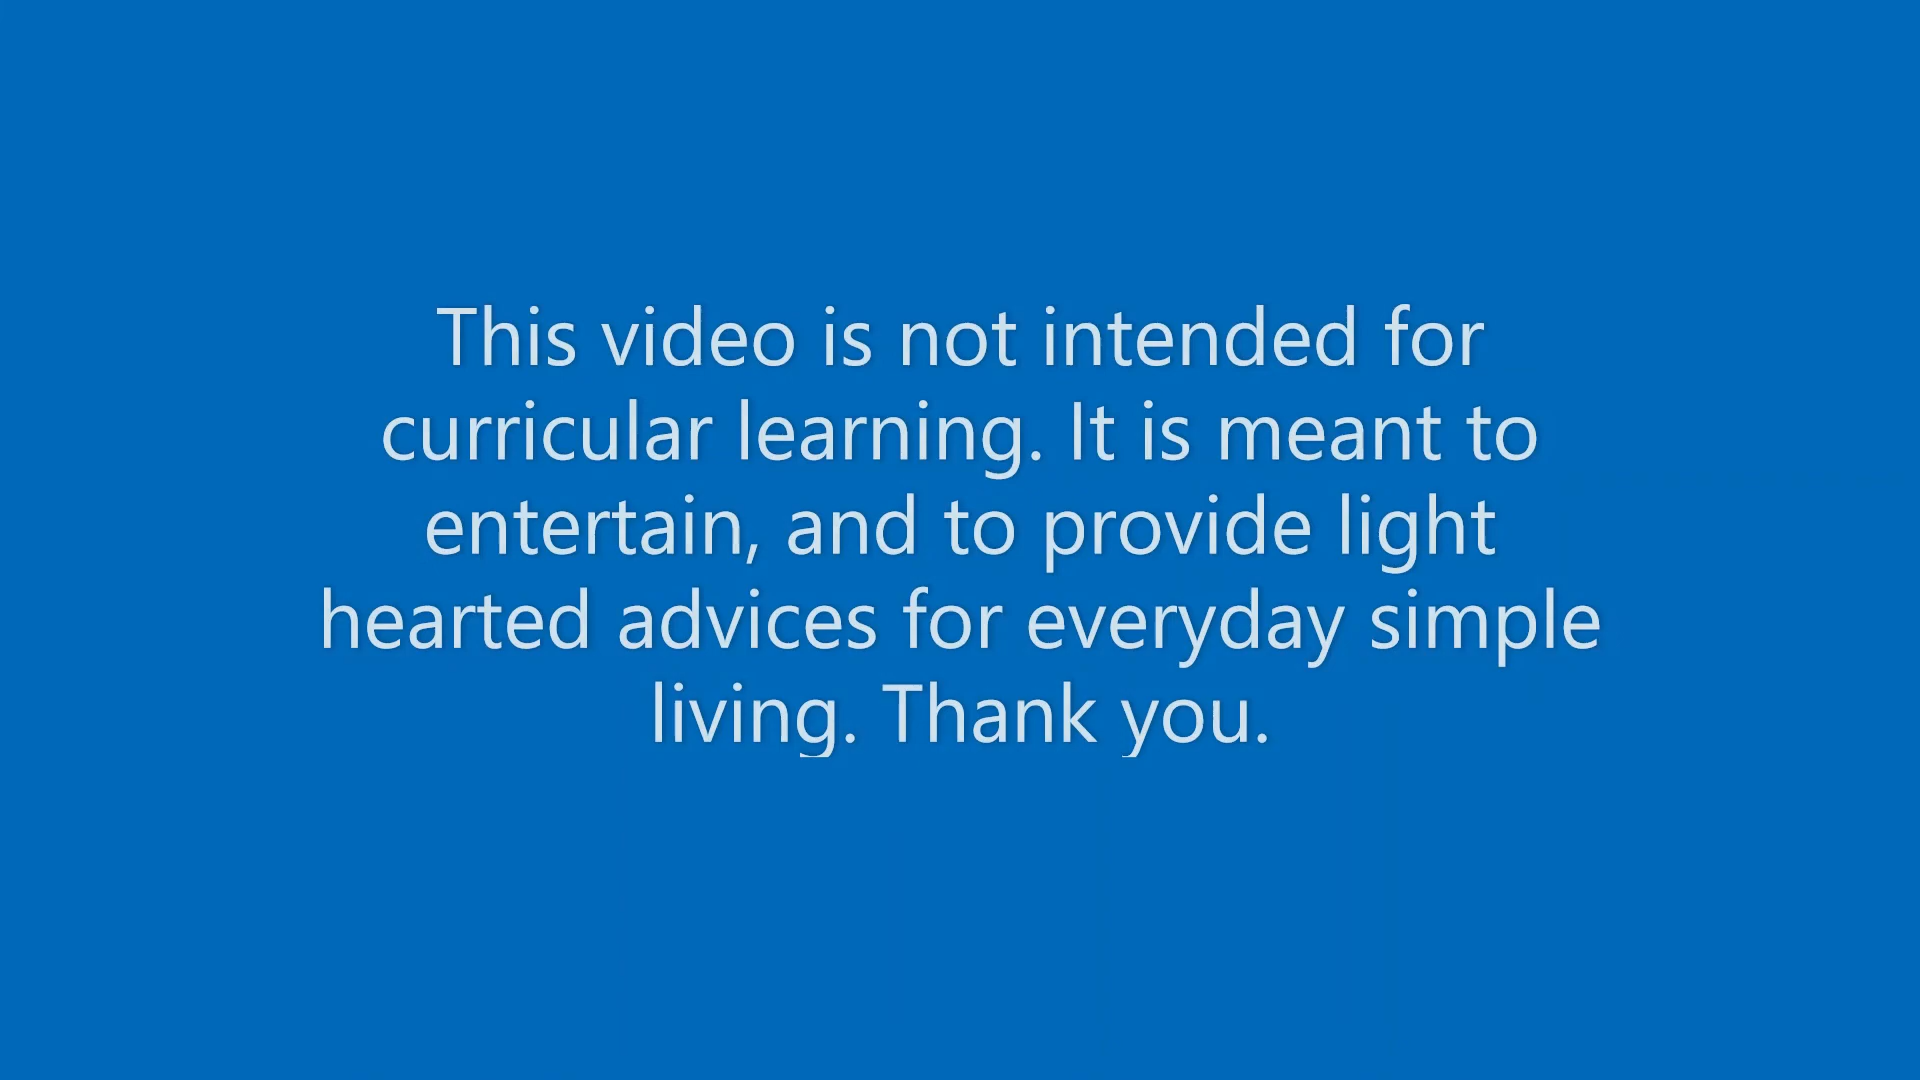 This video is not intended for
curricular learning. It is meant to
entertain, and to provide light
hearted advices for everyday simple
living. Thank you.